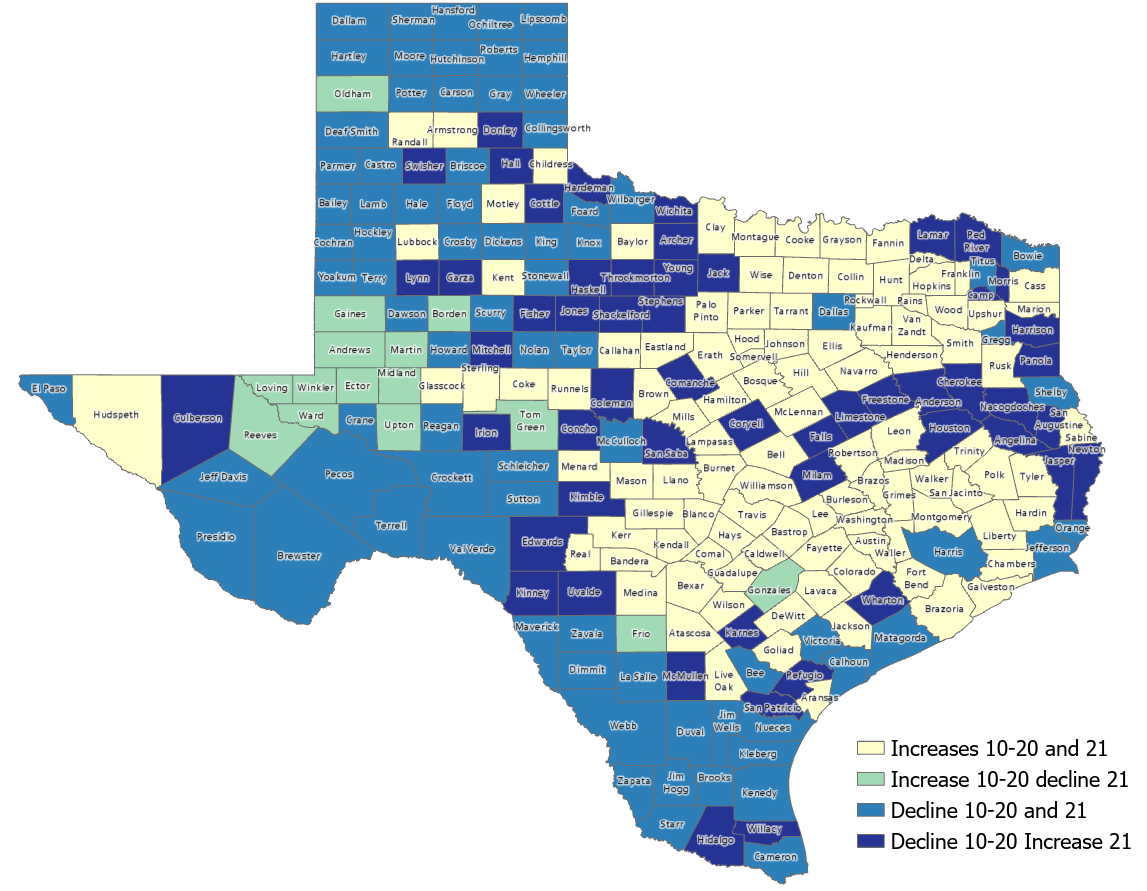 Dallam Sherman Hansford Ochiltree Lipscomb
Hartley Moore Hutchinson Roberts Hemphill
Oldham Potter Carson Gray Wheeler
Deaf Smith Randall Armstrong Donley Collingsworth
Parmer Castro Swisher Briscoe Hall Childress
Hardeman
Bailey Lamb Hale Floyd Motley Cottle Foard Wilbarger Wichita
Cochran Hockley Lubbock Crosby Dickens King Knox Baylor Archer Clay Montague Cooke Grayson Fannin Lamar Red River Bowie
Delta Titus Franklin Morris Cass
Yoakum Terry Lynn Garza Kent Stonewall Haskell Throckmorton Young Jack Wise Denton Collin Hunt Hopkins Camp
Gaines Dawson Borden Scurry Fisher Jones Shackelford Stephens Palo Pinto Parker Tarrant Dallas Rockwall Rains Wood Upshur Marion
Kaufman Van Zandt Smith Gregg Harrison
Andrews Martin Howard Mitchell Nolan Taylor Callahan Eastland Erath Hood Somervell Johnson Ellis Henderson Rusk Panola
El Paso Hudspeth Culberson Loving Winkler Ector Midland Glasscock Sterling Coke Runnels Coleman Brown Comanche Hamilton Bosque Hill Navarro Freestone Anderson Cherokee Nacogdoches Shelby
Reeves Ward Crane Upton Reagan Irion Tom Green Concho McCulloch San Saba Mills Lampasas Coryell McLennan Limestone Falls Leon Houston Angelina San Augustine Sabine
Jeff Davis Pecos Crockett Schleicher Menard Mason Llano Burnet Bell Milam Robertson Madison Trinity Polk Tyler Jasper Newton
Sutton Kimble Gillespie Blanco Williamson Travis Lee Burleson Brazos Grimes Walker San Jacinto Hardin Orange
Presidio Brewster Terrell Val Verde Edwards Real Kerr Kendall Bandera Comal Hays Bastrop Caldwell Fayette Washington Austin Waller Montgomery Harris Liberty Jefferson Chambers
Kinney Uvalde Medina Bexar Guadalupe Gonzales Lavaca Colorado Wharton Fort Bend Galveston Brazoria
Maverick Zavala Frio Atascosa Wilson Karnes DeWitt Victoria Jackson Matagorda
Dimmit La Salle McMullen Live Oak Bee Goliad Refugio Calhoun Aransas
Webb Duval Jim Wells San Patricio Nueces
Kleberg
Zapata Jim Hogg Brooks Kenedy
Starr Hidalgo Willacy
Cameron
Increases 10-20 and 21
Increase 10-20 decline 21
Decline 10-20 and 21
Decline 10-20 Increase 21